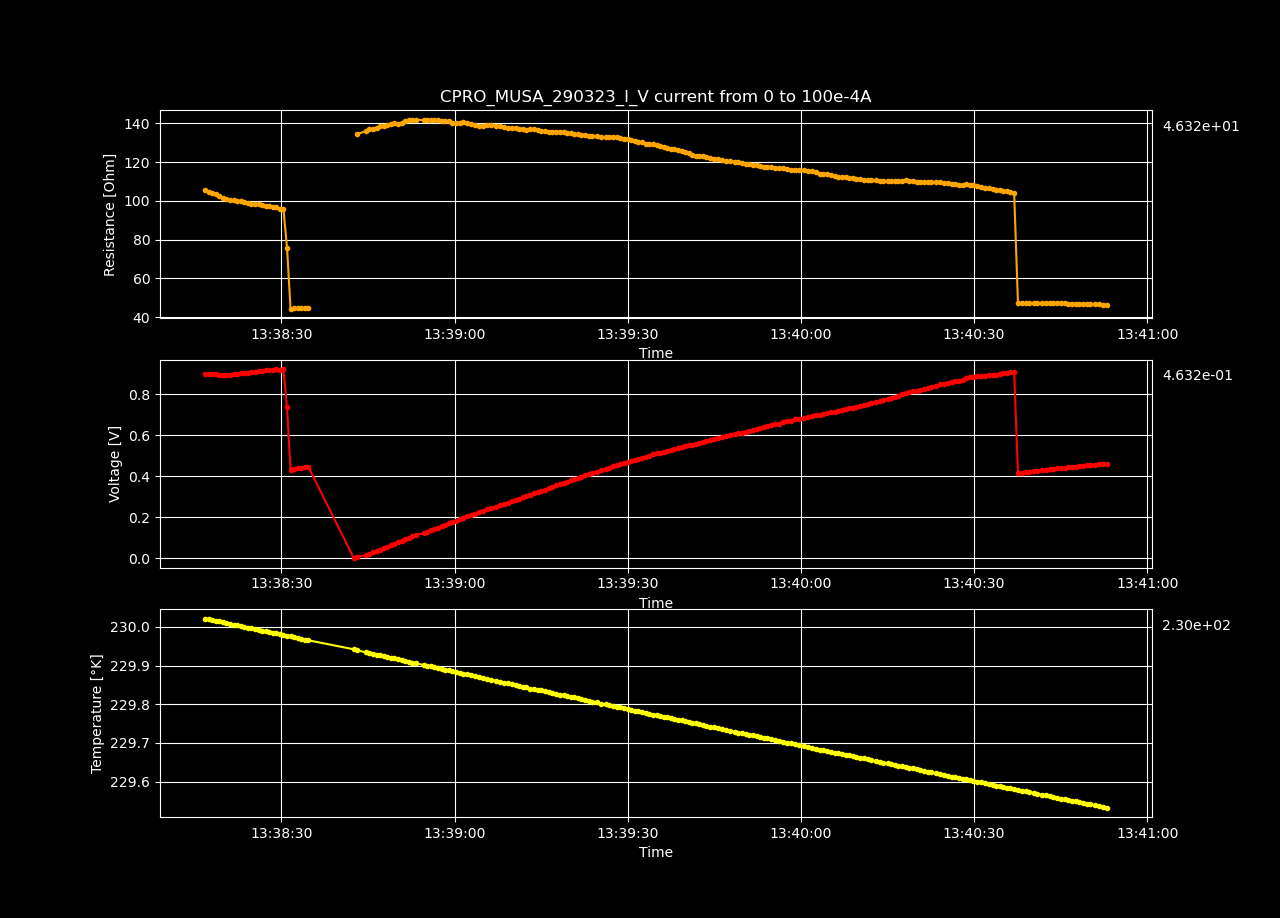 CPRO_MUSA_290323_I_V current from 0 to 100e-4A
140
120
100
80
60
40
Resistance [Ohm]
4.632e+01
13:38:30 13:39:00 13:39:30 13:40:00 13:40:30 13:41:00
Time
0.8
0.6
0.4
0.2
0.0
Voltage [V]
4.632e-01
13:38:30 13:39:00 13:39:30 13:40:00 13:40:30 13:41:00
Time
230.0
229.9
229.8
229.7
229.6
Temperature [°K]
2.30e+02
13:38:30 13:39:00 13:39:30 13:40:00 13:40:30 13:41:00
Time